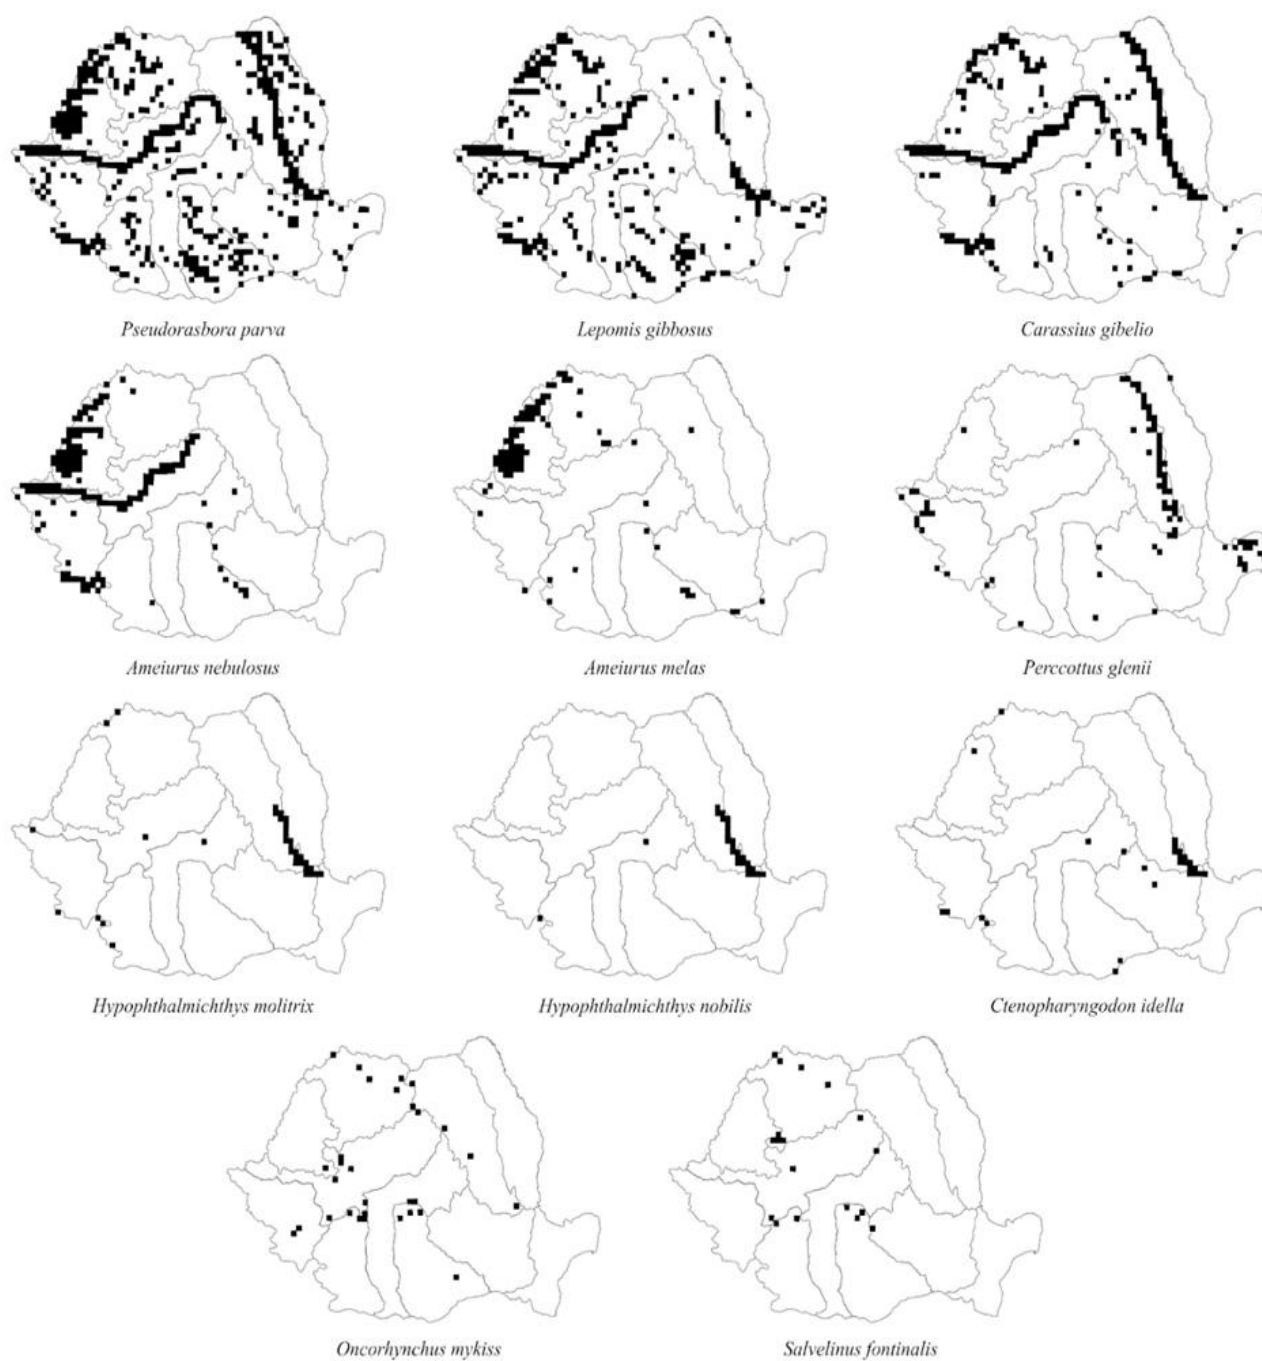 Pseudorasbora parva
Lepomis gibbosus
Carassius gibelio
Ameiurus nebulosus
Ameiurus melas
Perccottus glenii
Hypophthalmichthys molitrix
Hypophthalmichthys nobilis
Ctenopharyngodon idella
Oncorhynchus mykiss
Salvelinus fontinalis